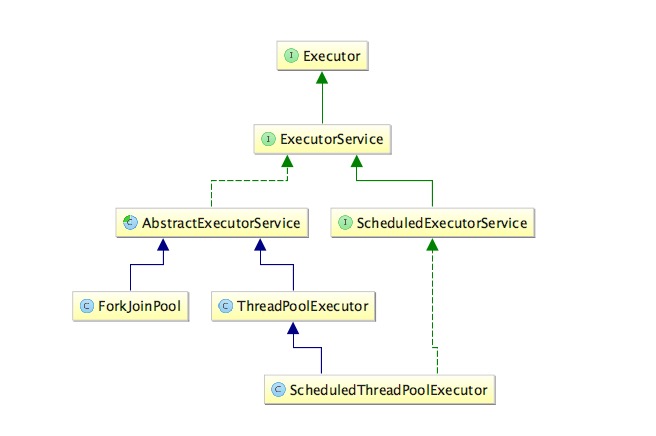 I Executor
I ExecutorService
C AbstractExecutorService
I ScheduledExecutorService
C ForkJoinPool
C ThreadPoolExecutor
C ScheduledThreadPoolExecutor